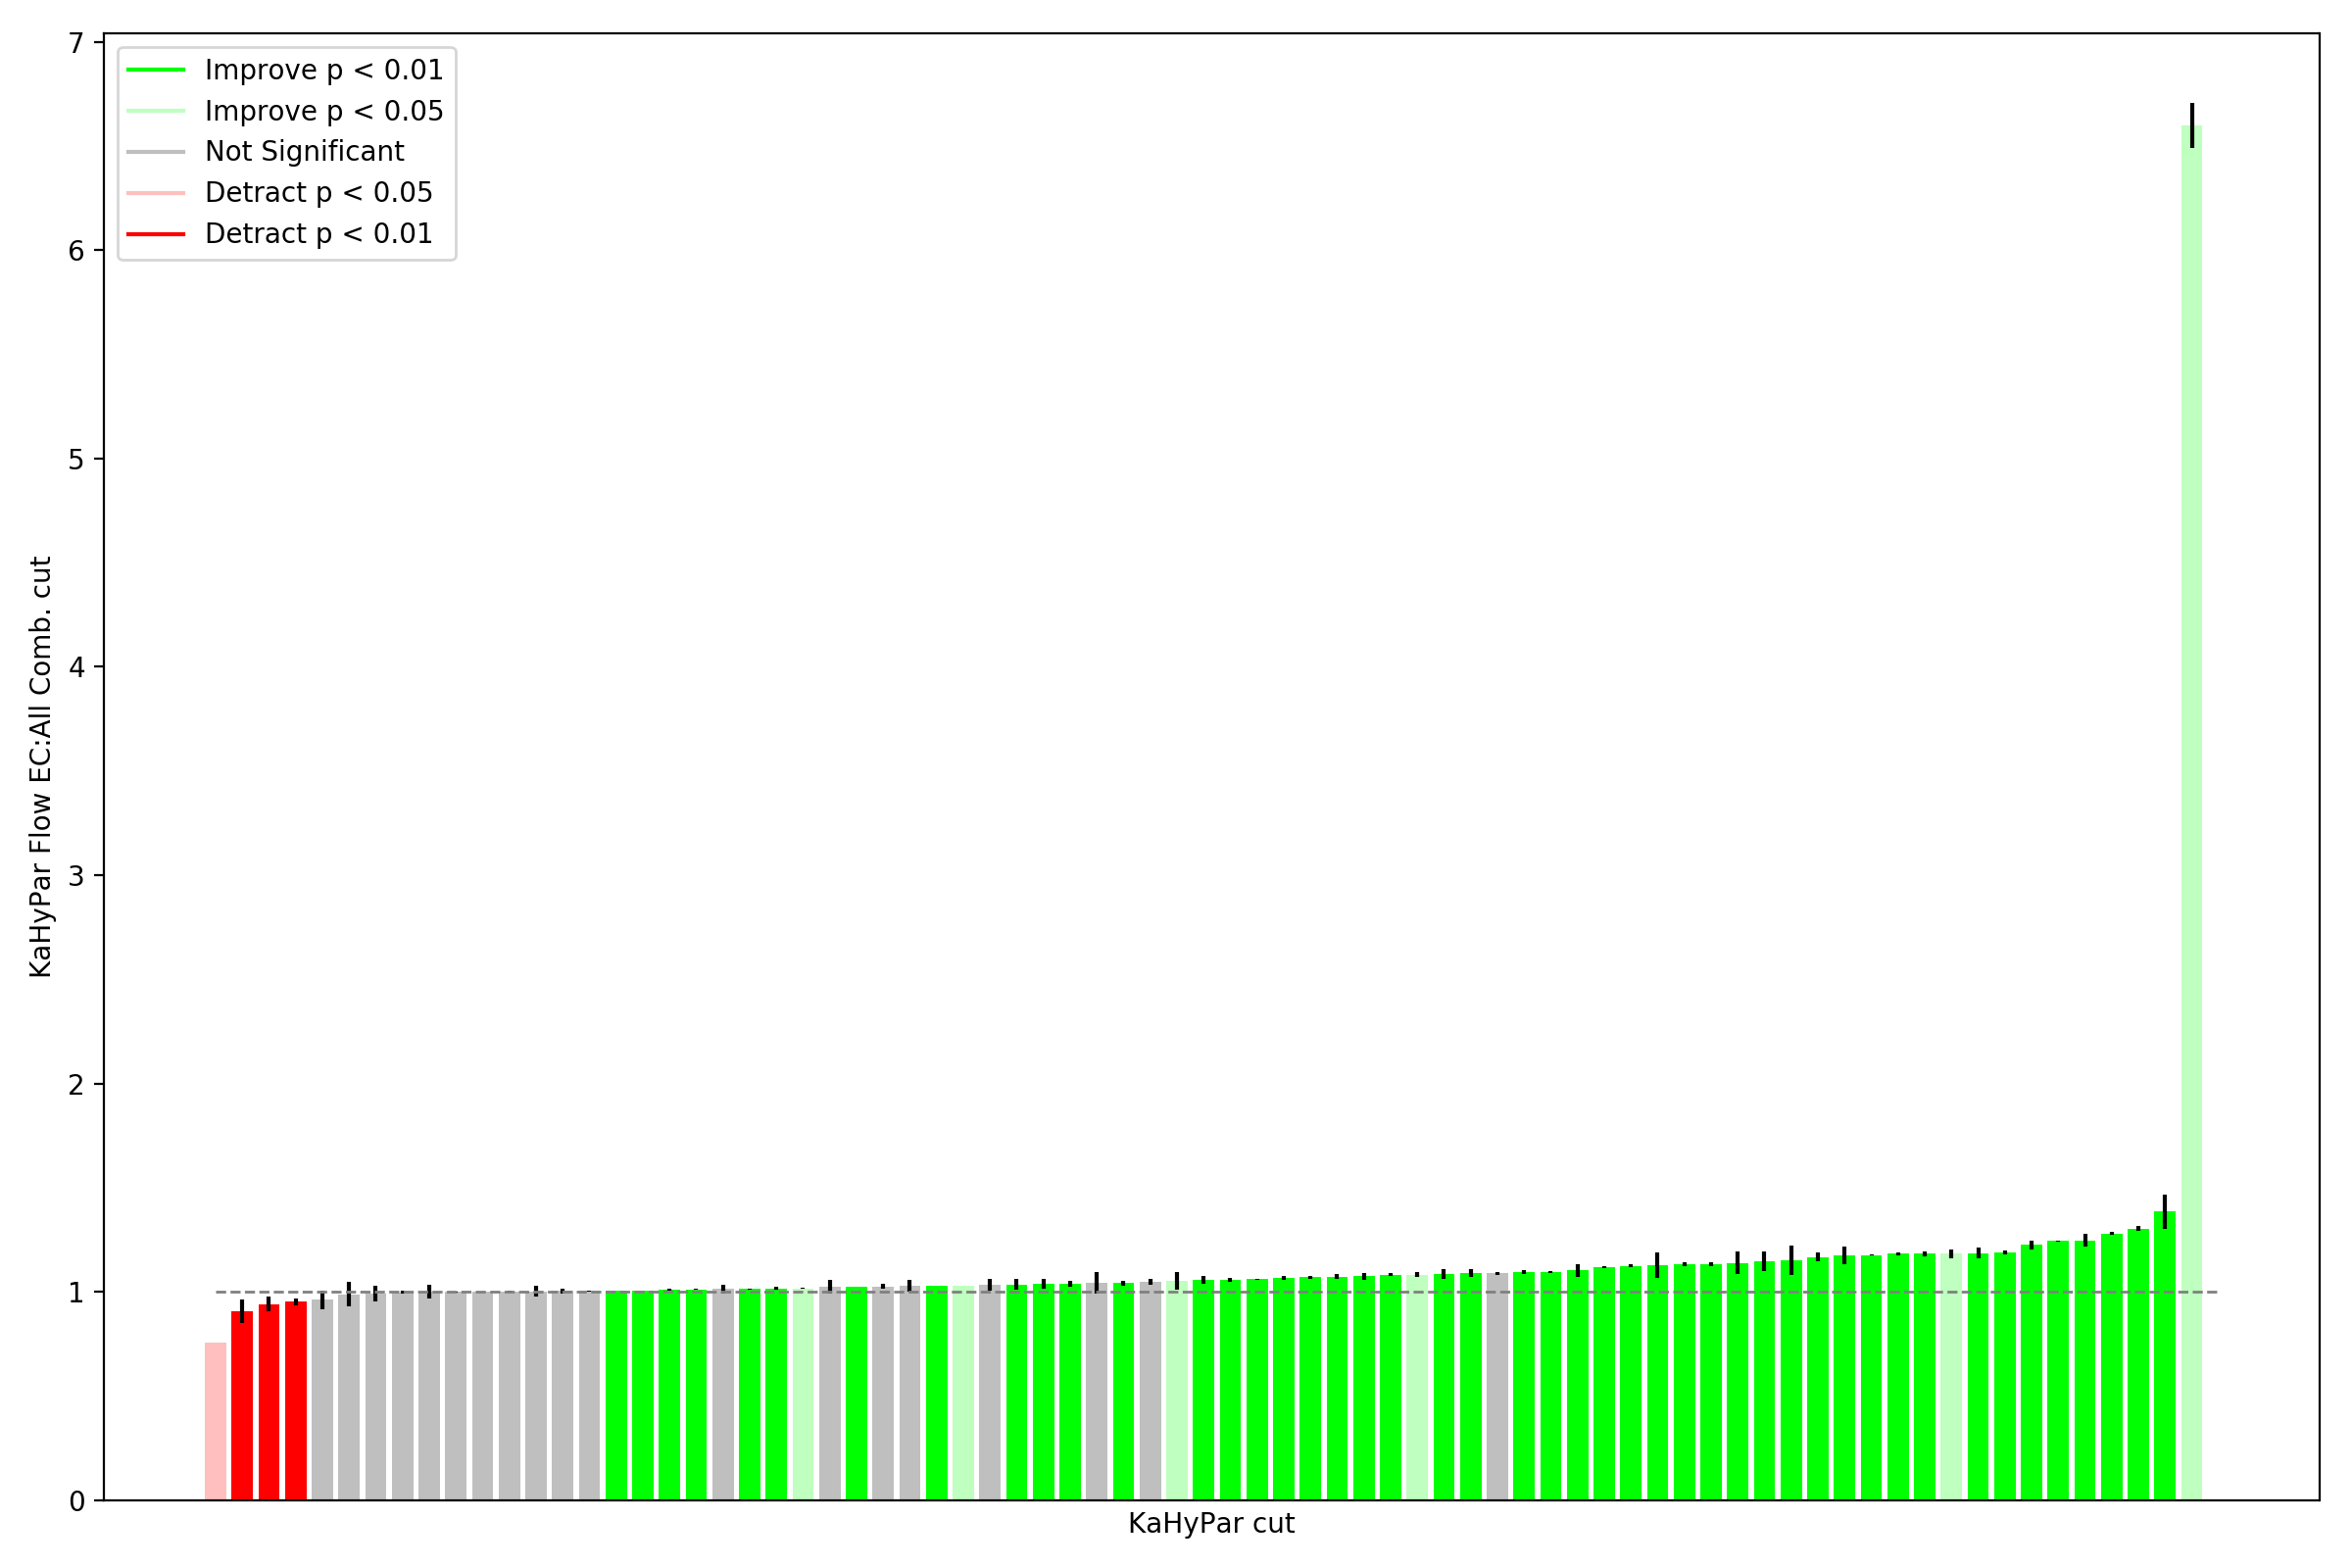 7
6
5
4
3
2
1
0
Improve p < 0.01
Improve p < 0.05
Not Significant
Detract p < 0.05
Detract p < 0.01
KaHyPar Flow EC:All Comb. cut
KaHyPar cut